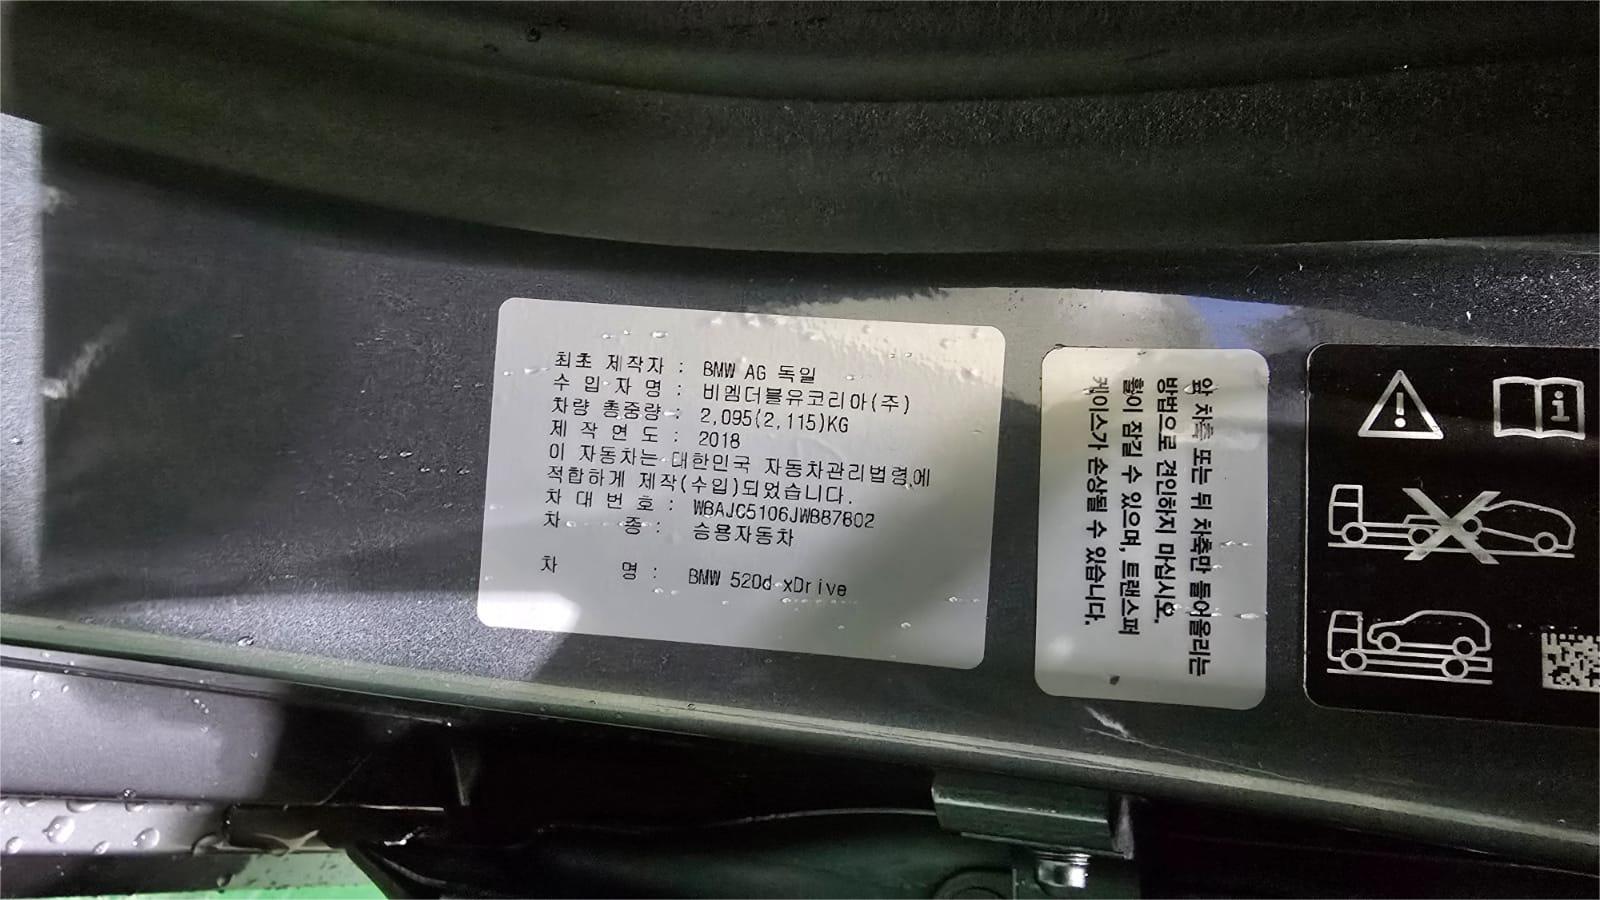 최초 제작자 : BMW AG 독일
수 입 자 명 : 비엠더블유코리아(주)
차량 총중량 : 2,095(2,115)KG
제 작 연 도 : 2018
이 자동차는 대한민국 자동차관리법령에
적합하게 제작(수입)되었습니다.
차 대 번 호 : WBAJC5106JWB87802
차 종 : 승용자동차
차 명 : BMW 520d xDrive
앞 차축 또는 뒤 차축만 들어올리는
방법으로 견인하지 마십시오.
휠이 잠길 수 있으며, 트랜스퍼
케이스가 손상될 수 있습니다.